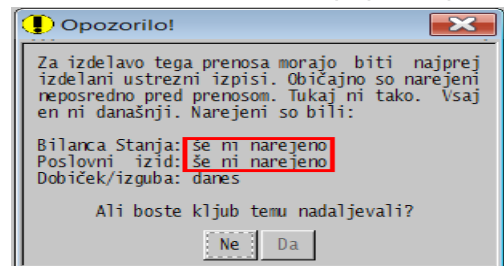 Opozorilo!
Za izdelavo tega prenosa morajo biti najprej
izdelani ustrezni izpisi. Običajno so narejeni
neposredno pred prenosom. Tukaj ni tako. Vsaj
en ni današnji. Narejeni so bili:
Bilanca Stanja: še ni narejeno
Poslovni izid: še ni narejeno
Dobiček/izguba: danes
Ali boste kljub temu nadaljevali?
Ne Da